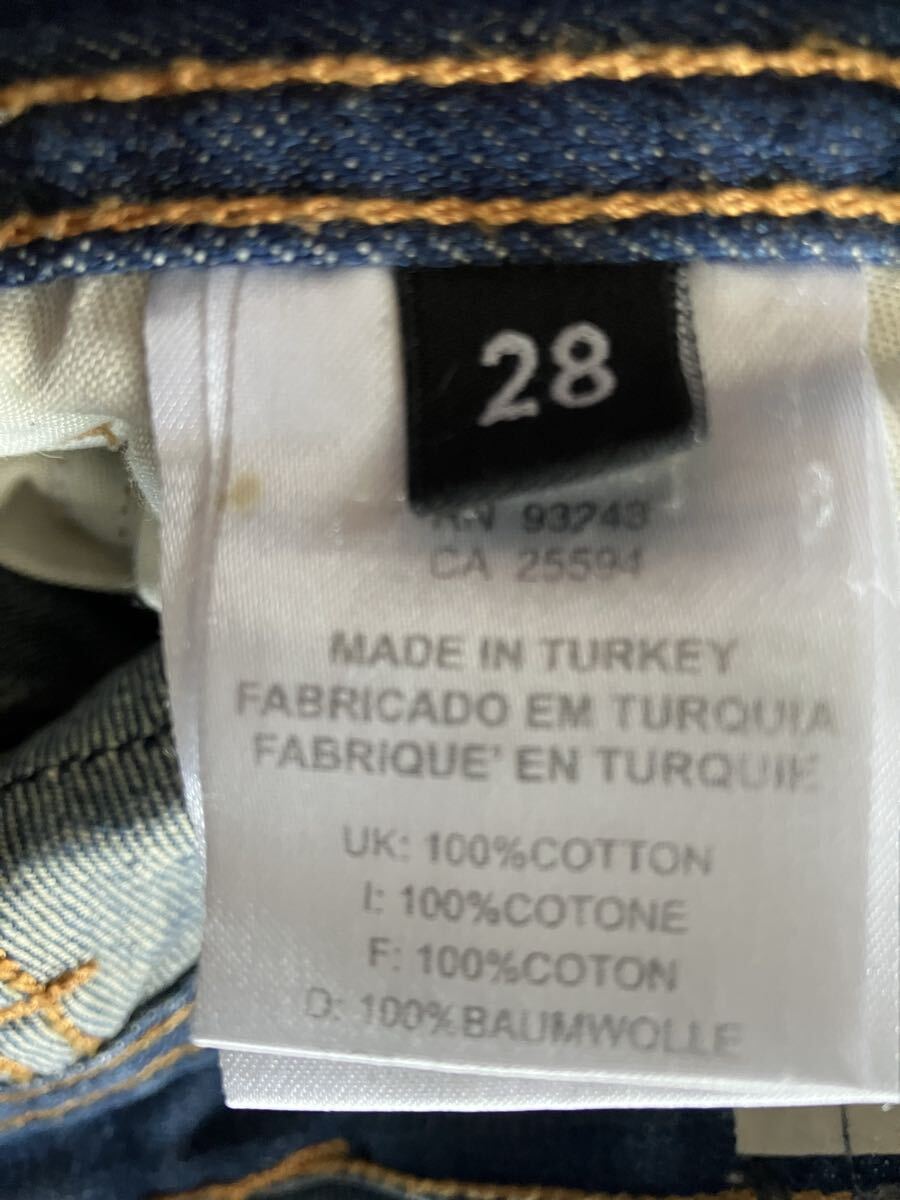 28
RN 93243
CA 25594
MADE IN TURKEY
FABRICADO EM TURQUIA
FABRIQUE' EN TURQUIE
UK: 100%COTTON
I: 100%COTONE
F: 100%COTON
D: 100%BAUMWOLLE